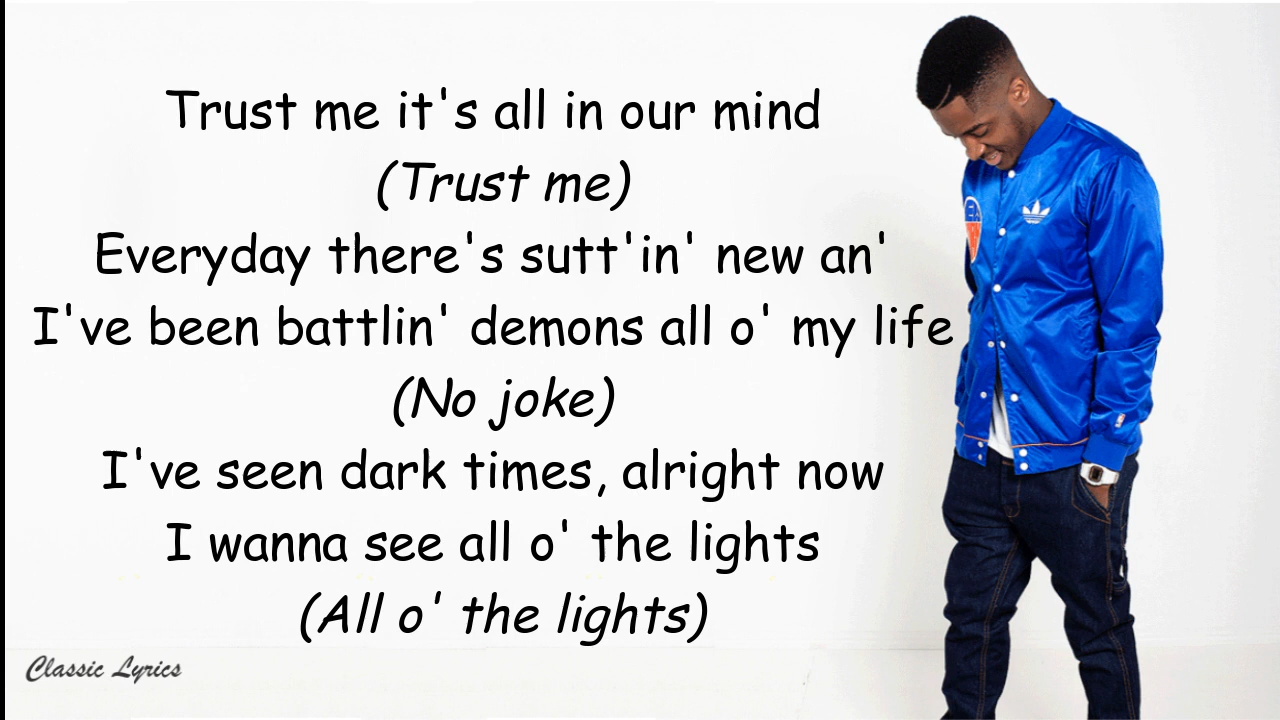 Trust me it's all in our mind
(Trust me)
Everyday there's sutt'in' new an'
I've been battlin' demons all o' my life
(No joke)
I've seen dark times, alright now
I wanna see all o' the lights
(All o' the lights)
Classic Lyrics